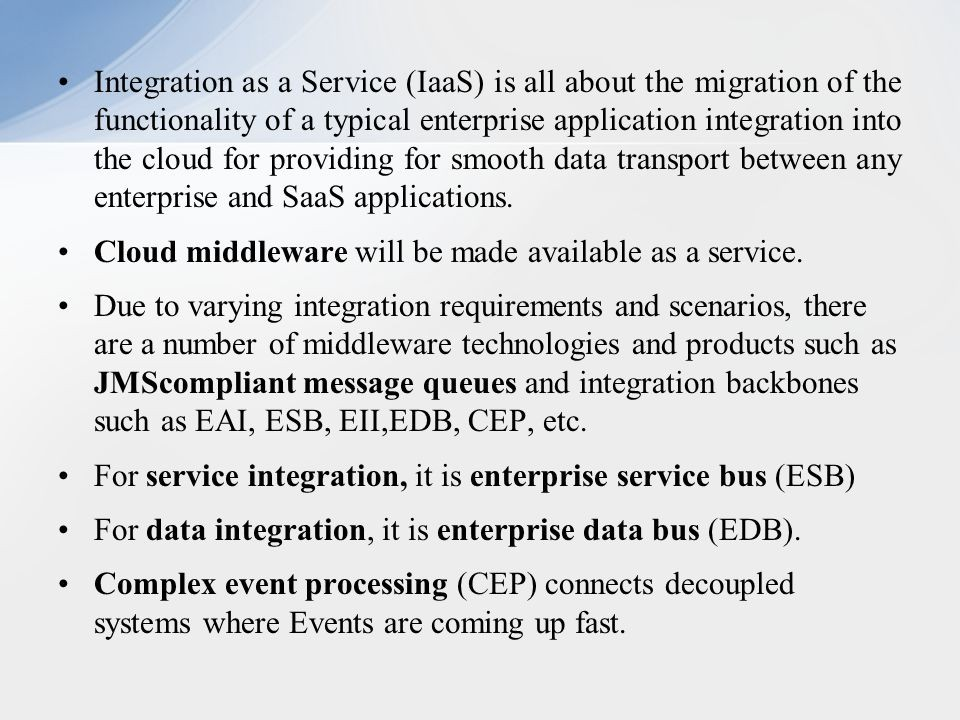 • Integration as a Service (IaaS) is all about the migration of the
functionality of a typical enterprise application integration into
the cloud for providing for smooth data transport between any
enterprise and SaaS applications.
• Cloud middleware will be made available as a service.
• Due to varying integration requirements and scenarios, there
are a number of middleware technologies and products such as
JMScompliant message queues and integration backbones
such as EAI, ESB, EII,EDB, CEP, etc.
• For service integration, it is enterprise service bus (ESB)
• For data integration, it is enterprise data bus (EDB).
• Complex event processing (CEP) connects decoupled
systems where Events are coming up fast.